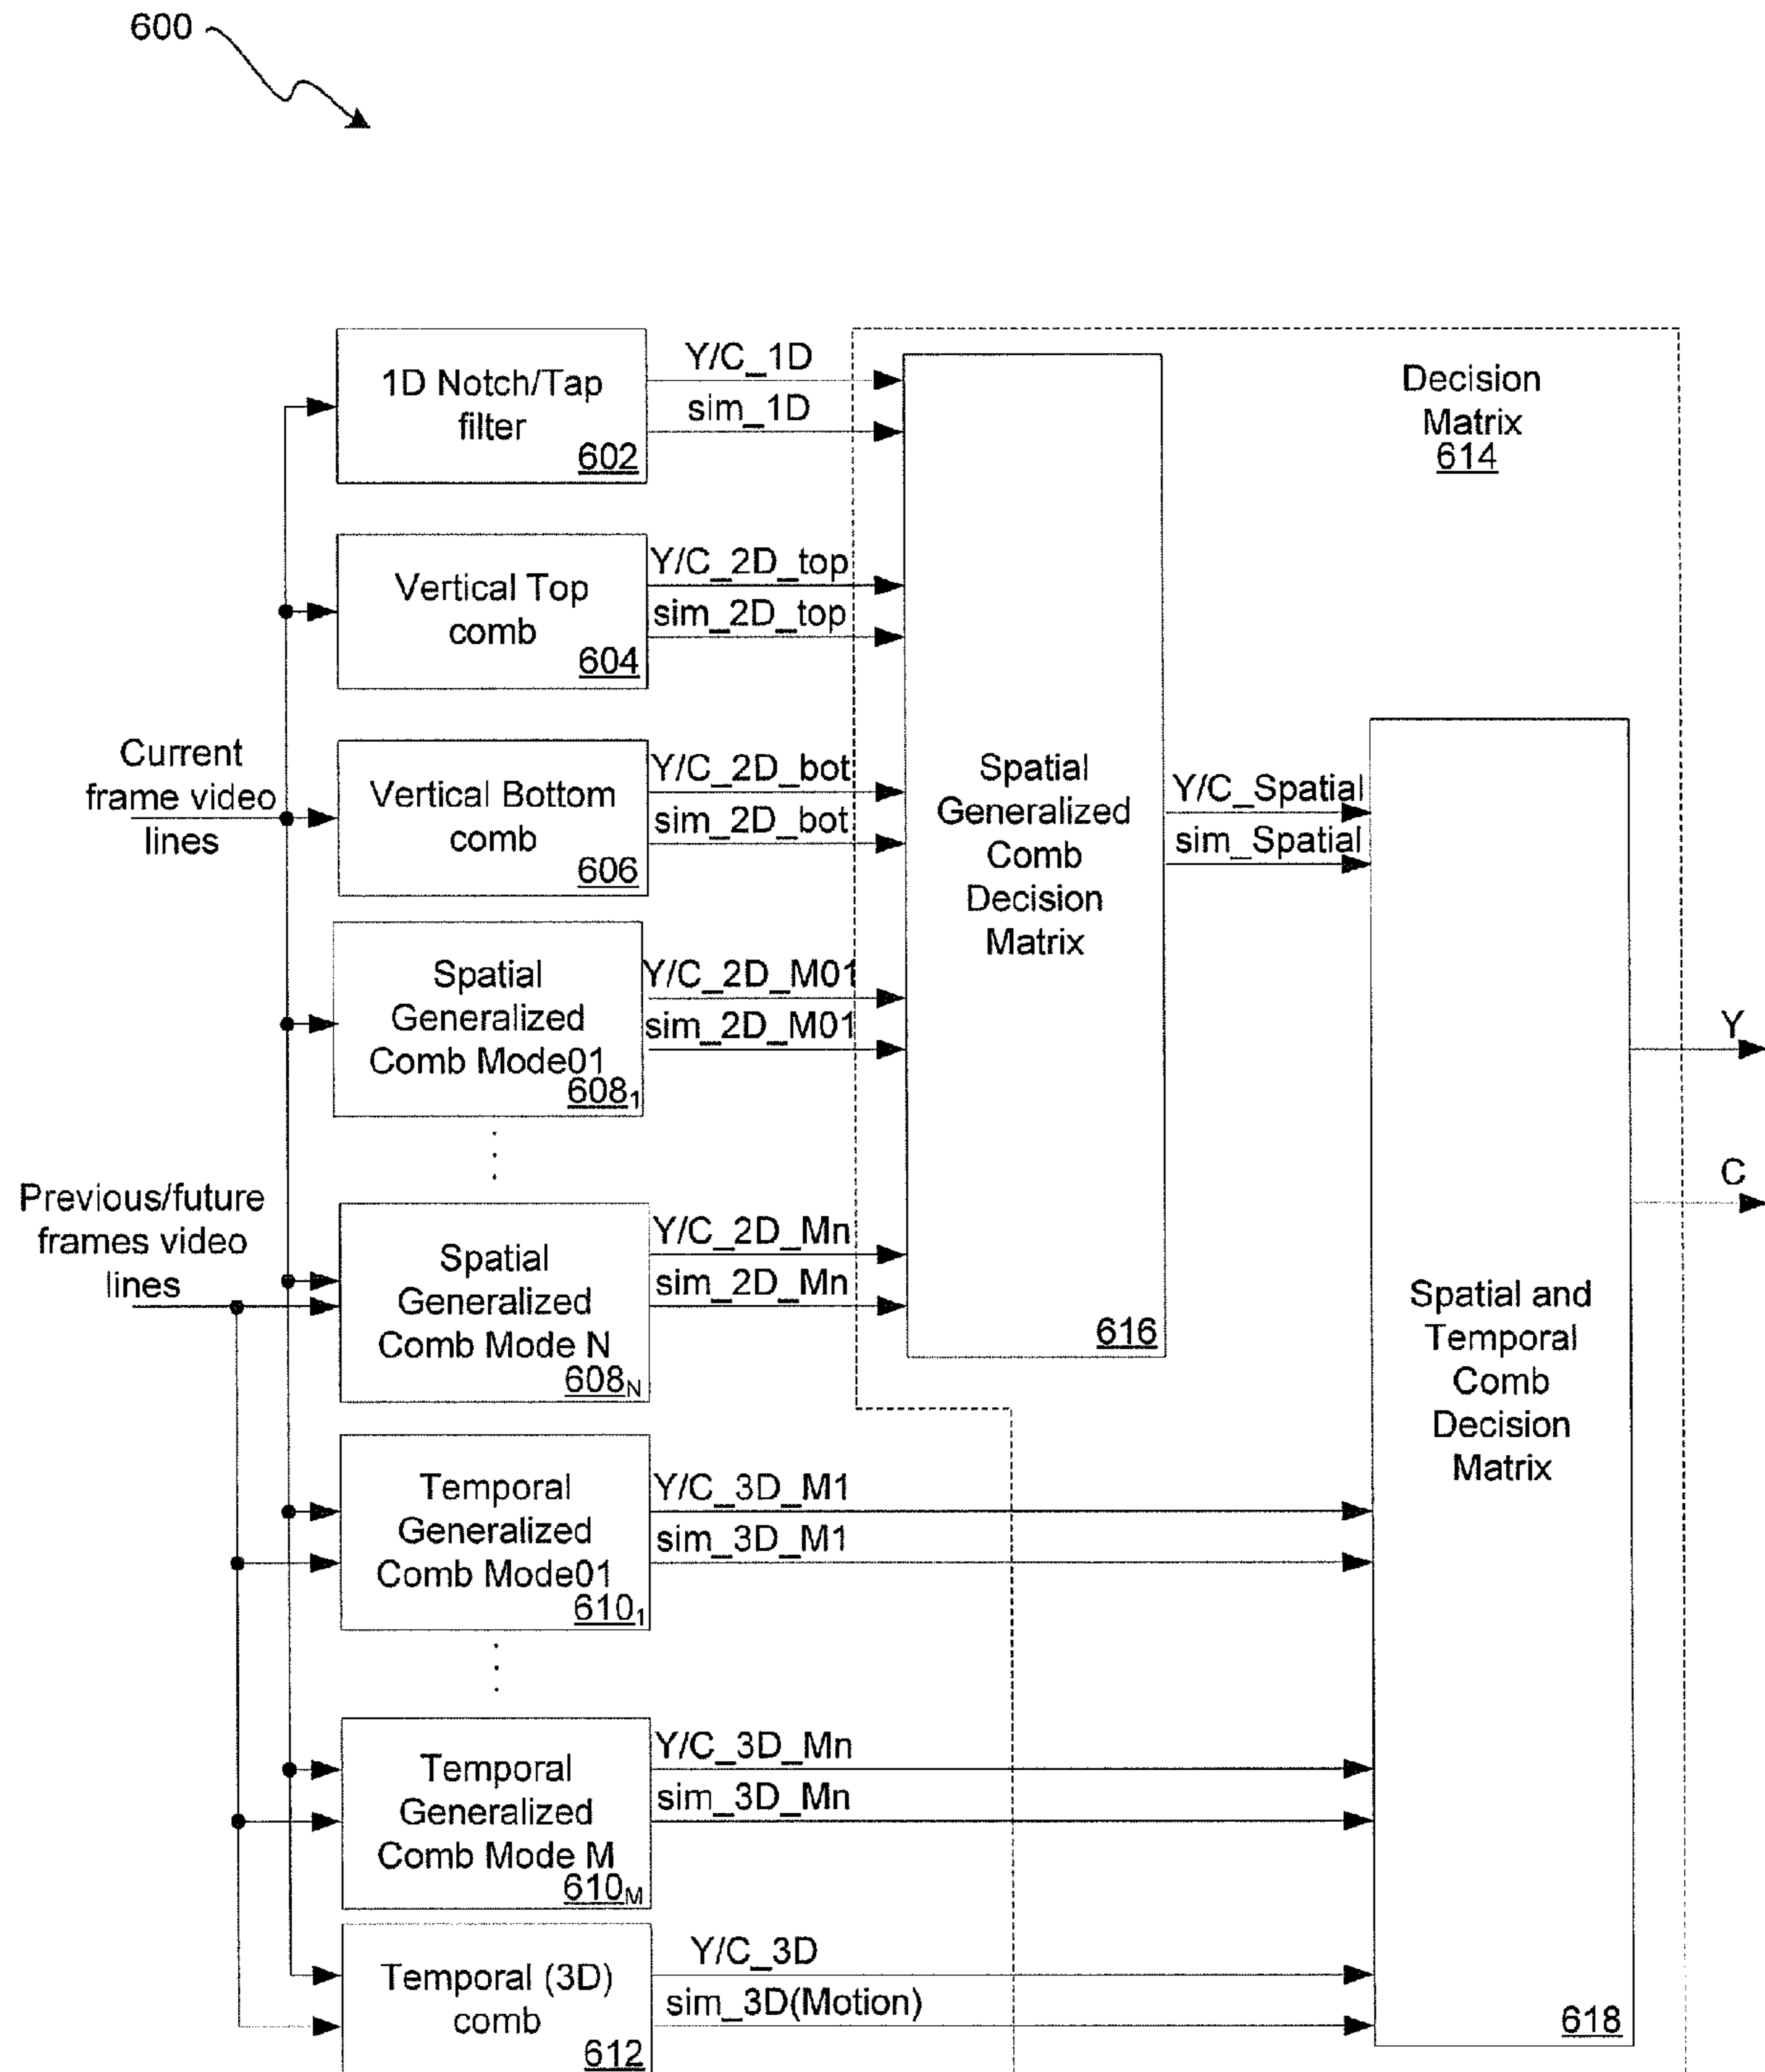 600
1D Notch/Tap
filter
602
Y/C_1D
sim_1D
Decision
Matrix
614
Vertical Top
comb
604
Y/C_2D_top
sim_2D_top
Current
frame video
lines
Vertical Bottom
comb
606
Y/C_2D_bot
sim_2D_bot
Spatial
Generalized
Comb
Decision
Matrix
616
Y/C_Spatial
sim_Spatial
Spatial
Generalized
Comb Mode01
608₁
Y/C_2D_M01
sim_2D_M01
Y
C
Previous/future
frames video
lines
Spatial
Generalized
Comb Mode N
608N
Y/C_2D_Mn
sim_2D_Mn
Spatial and
Temporal
Comb
Decision
Matrix
618
Temporal
Generalized
Comb Mode01
610₁
Y/C_3D_M1
sim_3D_M1
Temporal
Generalized
Comb Mode M
610M
Y/C_3D_Mn
sim_3D_Mn
Temporal (3D)
comb
612
Y/C_3D
sim_3D(Motion)